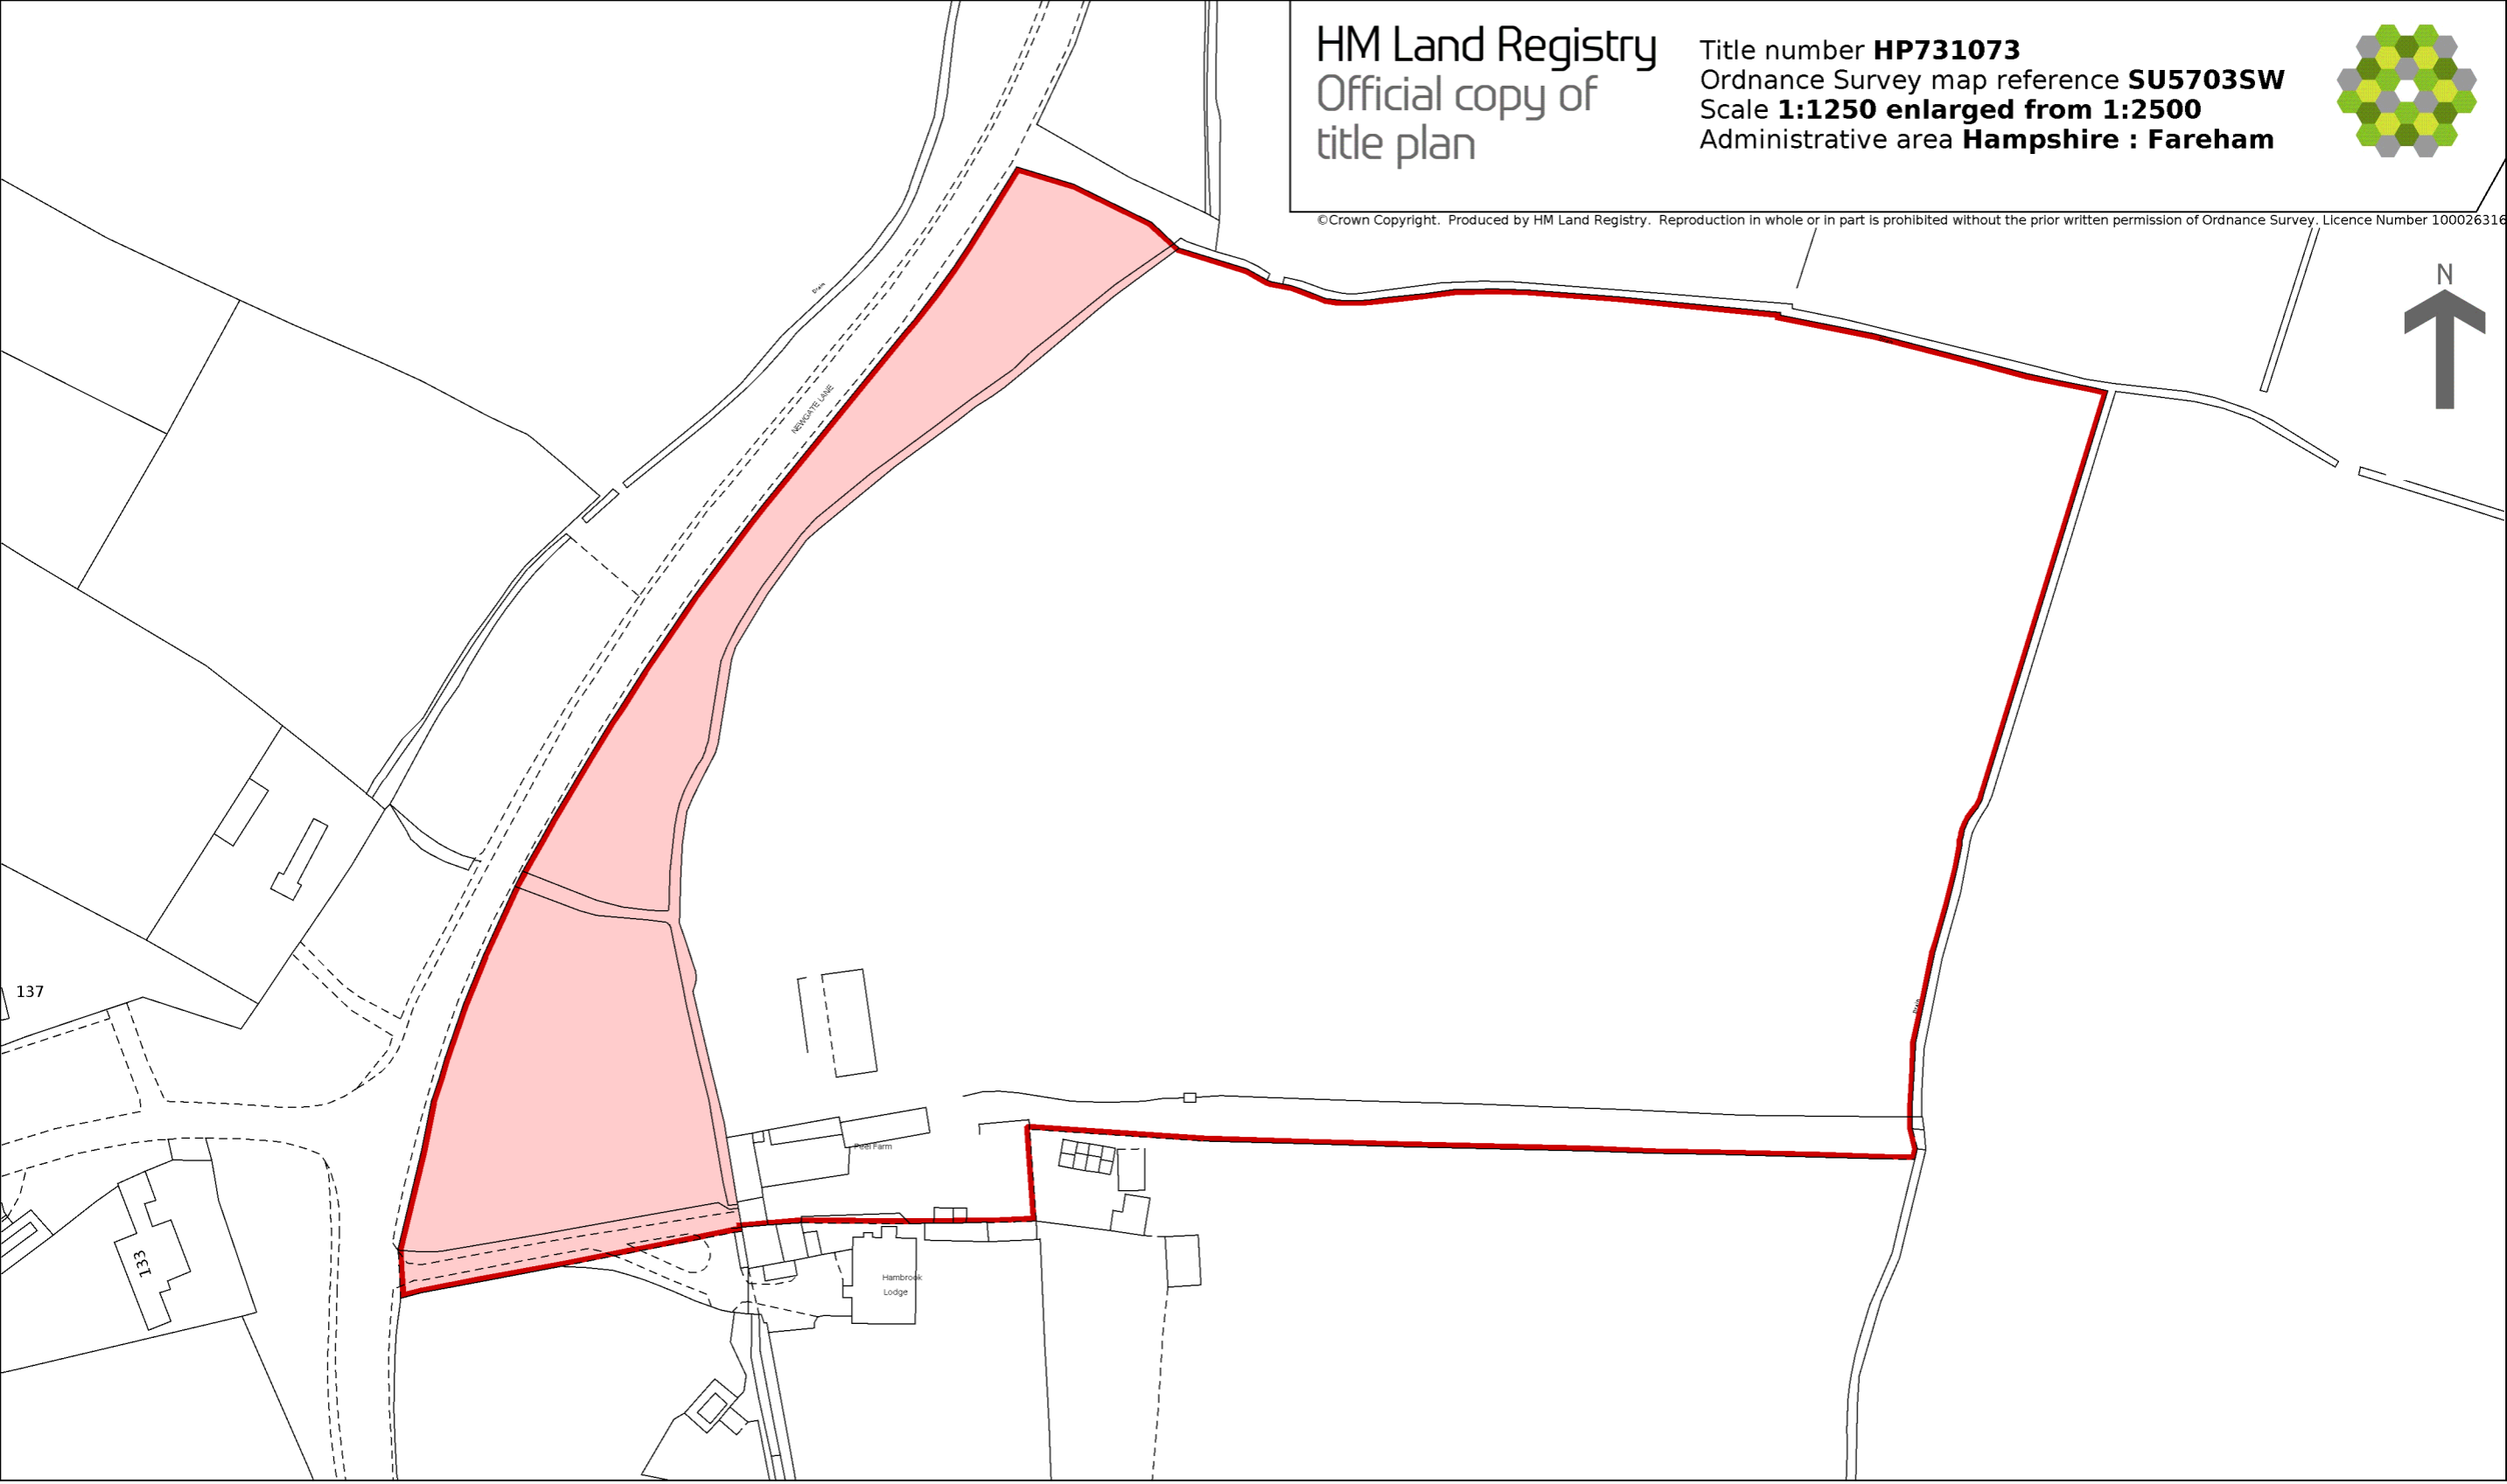 HM Land Registry
Official copy of
title plan
Title number HP731073
Ordnance Survey map reference SU5703SW
Scale 1:1250 enlarged from 1:2500
Administrative area Hampshire : Fareham
©Crown Copyright. Produced by HM Land Registry. Reproduction in whole or in part is prohibited without the prior written permission of Ordnance Survey. Licence Number 100026316
N
Drain
NEWGATE LANE
137
Drain
Peel Farm
133
Hambrook
Lodge